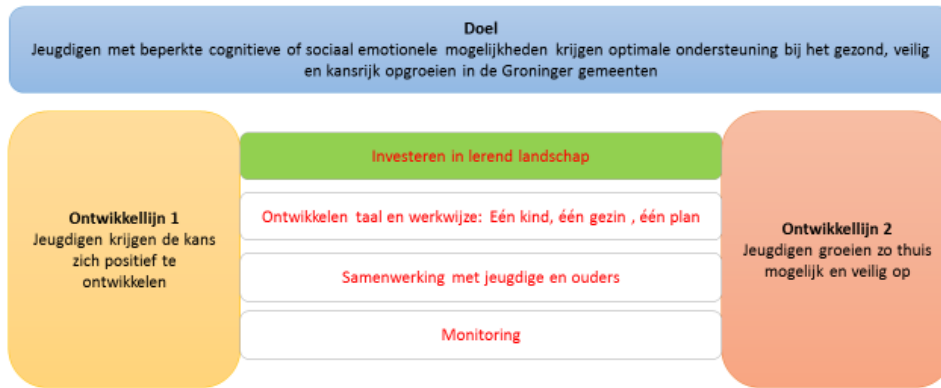 Doel
Jeugdigen met beperkte cognitieve of sociaal emotionele mogelijkheden krijgen optimale ondersteuning bij het gezond, veilig
en kansrijk opgroeien in de Groninger gemeenten
Ontwikkellijn 1
Jeugdigen krijgen de kans
zich positief te
ontwikkelen
Investeren in lerend landschap
Ontwikkelen taal en werkwijze: Eén kind, één gezin , één plan
Samenwerking met jeugdige en ouders
Monitoring
Ontwikkellijn 2
Jeugdigen groeien zo thuis
mogelijk en veilig op